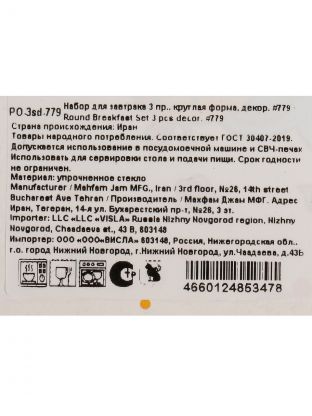 PO-3sd-779
Набор для завтрака 3 пр., круглая форма, декор. #779
Round Breakfast Set 3 pcs decor. #779
Страна происхождения: Иран
Товары народного потребления. Соответствует ГОСТ 30407-2019.
Допускается использование в посудомоечной машине и СВЧ-печах
Использовать для сервировки стола и подачи пищи. Срок годности
не ограничен.
Материал: упрочненное стекло
Manufacturer / Mahfam Jam MFG., Iran / 3rd floor, №26, 14th street
Bucharest Ave Tehran / Производитель / Махфам Джам МФГ. Адрес
Иран, Тегеран, 14-я ул. Бухарестский пр-т, №26, 3 эт.
Importer: LLC «LLC «VISLA» Russia Nizhny Novgorod region, Nizhny
Novgorod, Chaadaeva st., 43 B, 603148
Импортер: ООО «ООО«ВИСЛА» 603148, Россия, Нижегородская обл.,
г.о. город Нижний Новгород, г.Нижний Новгород, ул.Чаадаева, д.43Б
4660124853478